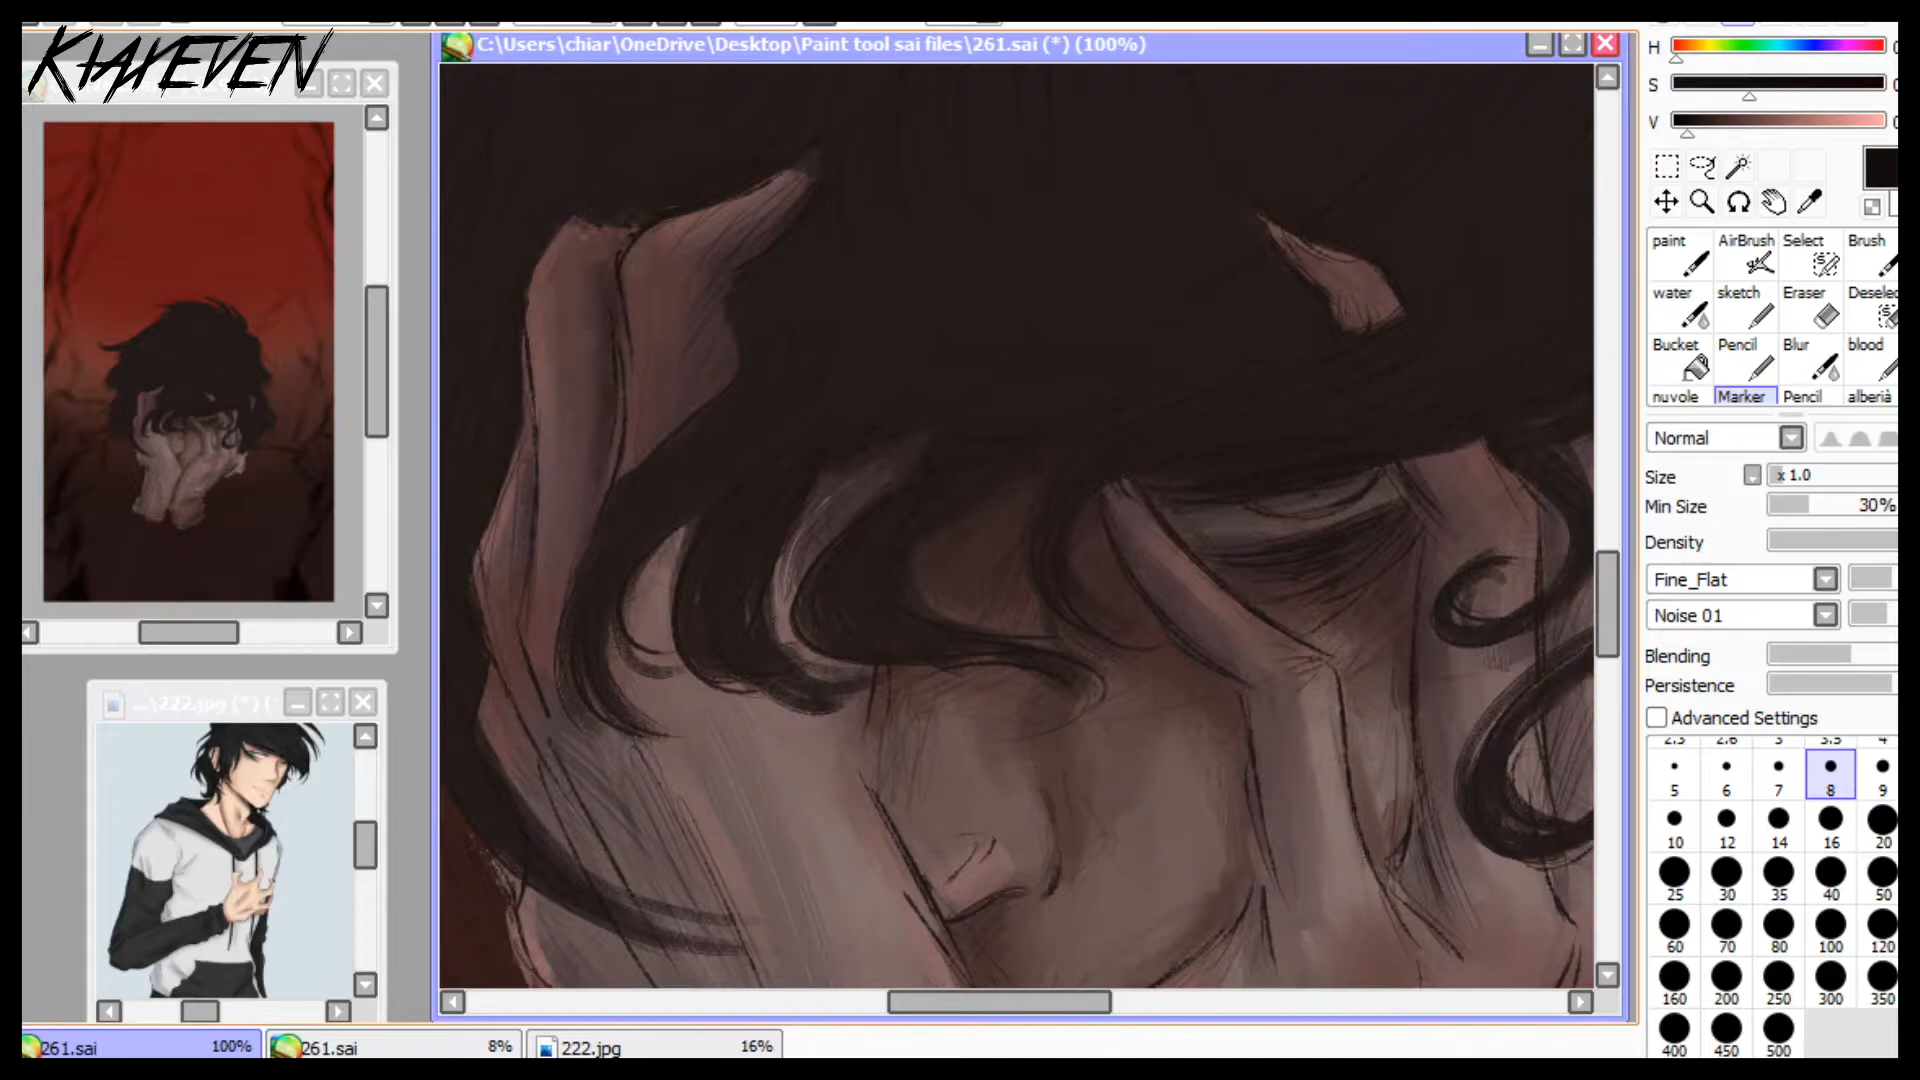 KIAYEVEN
C:\Users\chiar\OneDrive\Desktop\Paint tool sai files\261.sai (*) (100%)
H
S
V
paint AirBrush Select Brush
water sketch Eraser Deselec
Bucket Pencil Blur blood
nuvole Marker Pencil alberià
Normal
Size x 1.0
Min Size 30%
Density
Fine_Flat
Noise 01
Blending
Persistence
Advanced Settings
2.3 2.6 3 3.5 4
5 6 7 8 9
10 12 14 16 20
25 30 35 40 50
60 70 80 100 120
160 200 250 300 350
400 450 500
...\222.jpg (*) (
261.sai 100% 261.sai 8% 222.jpg 16%